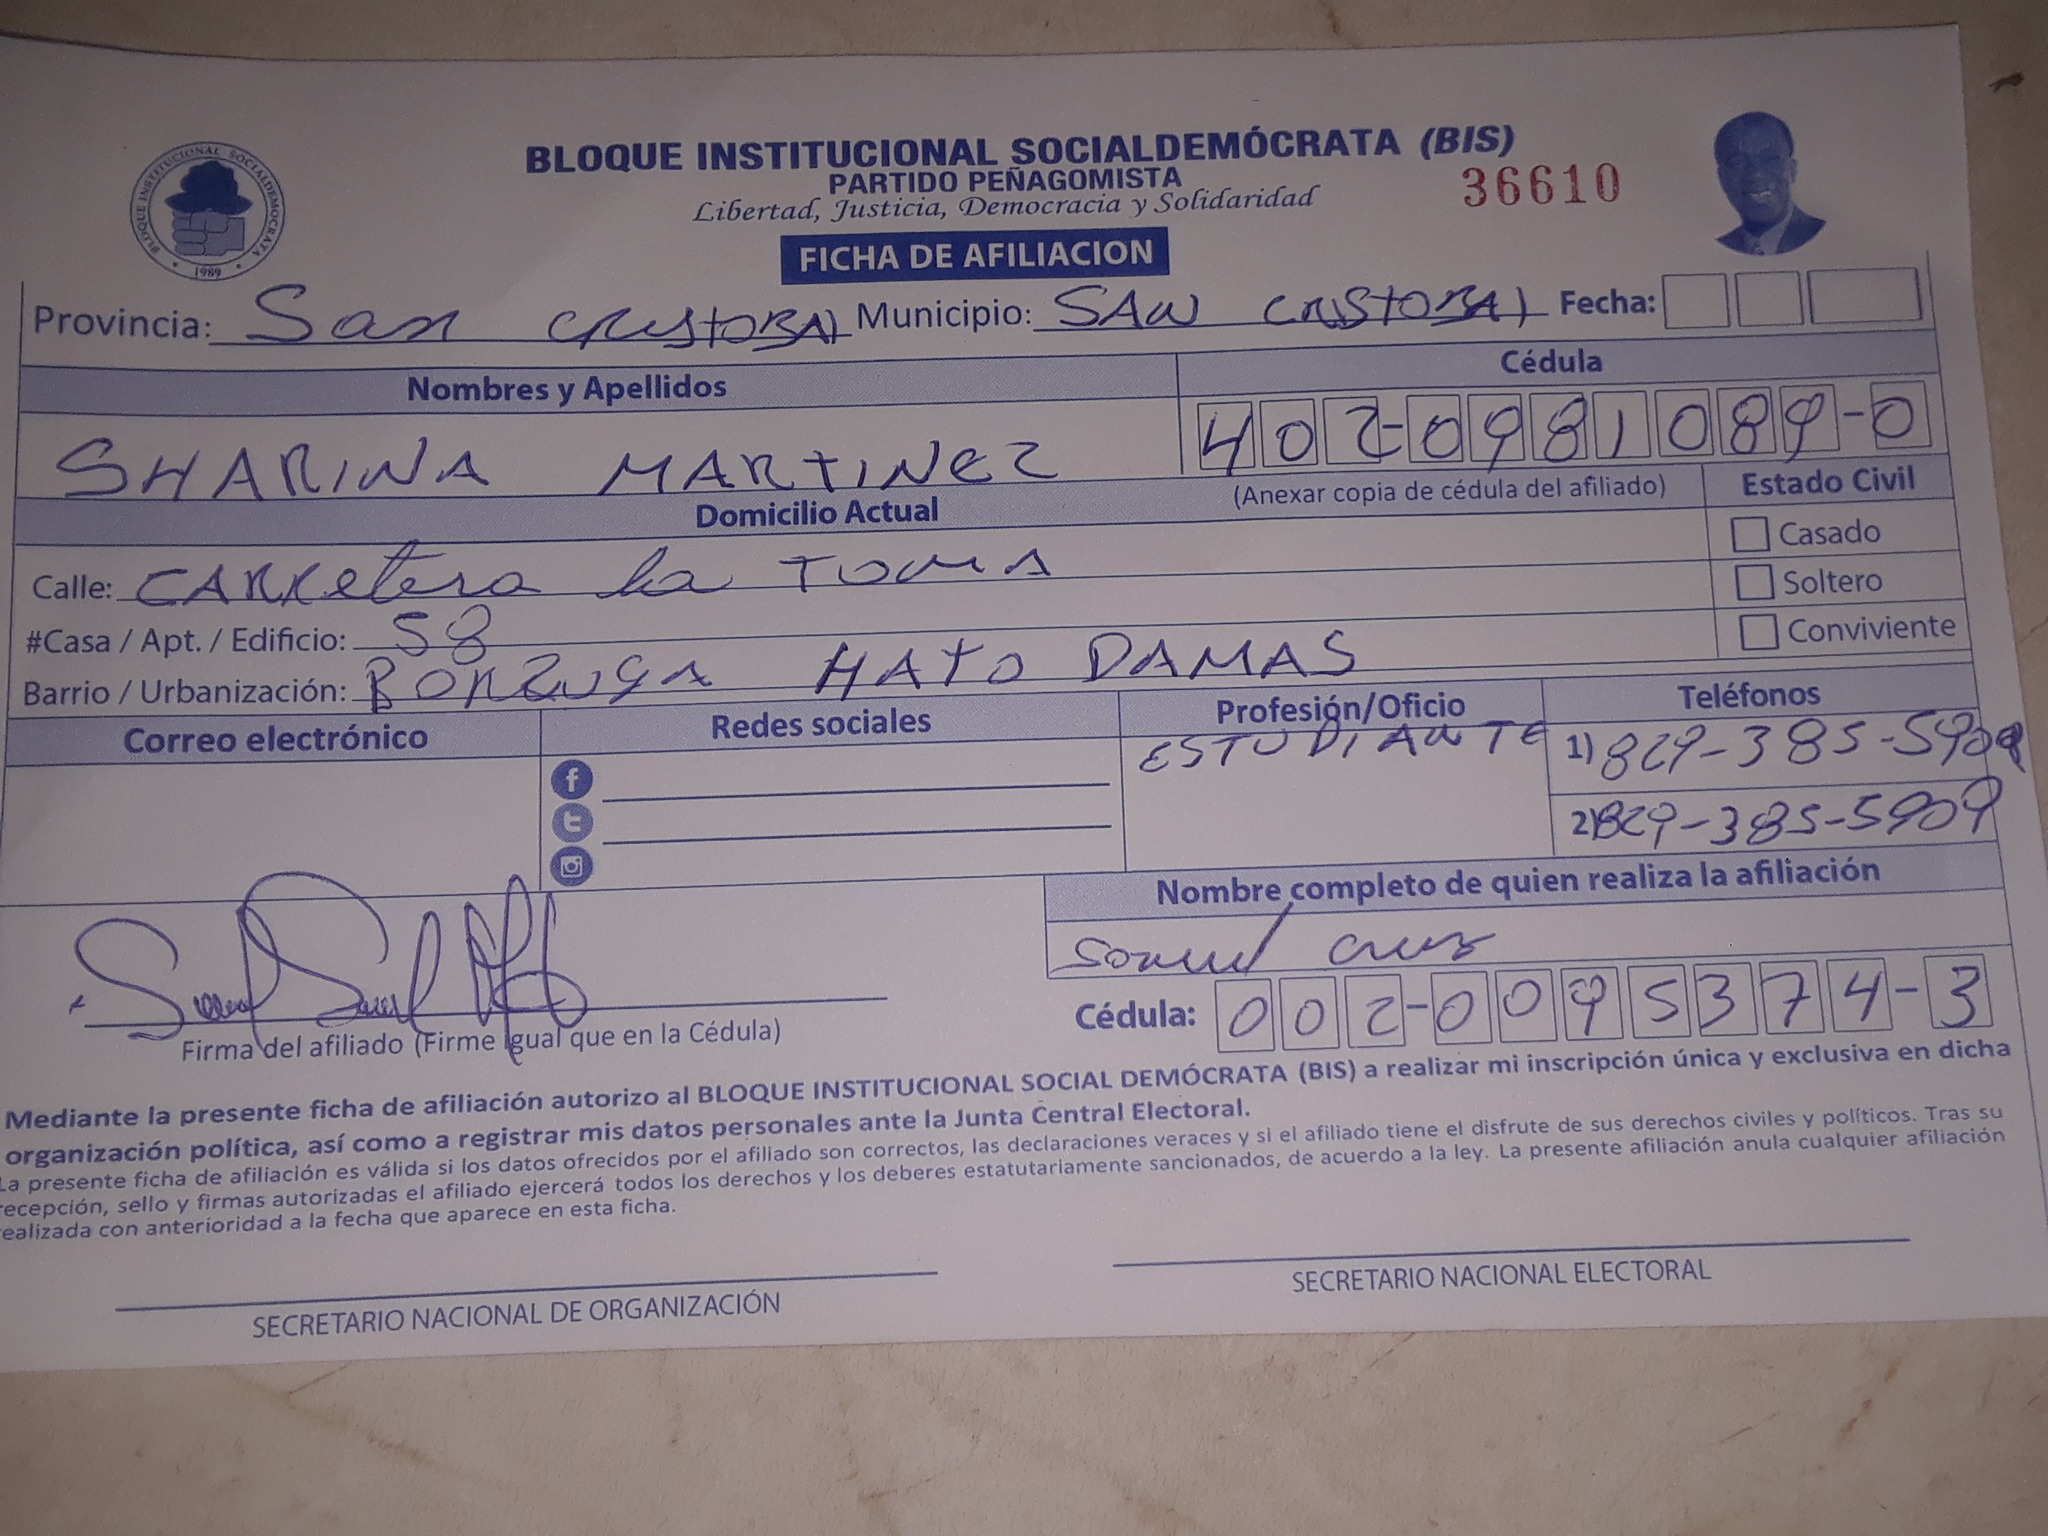 BLOQUE INSTITUCIONAL SOCIALDEMOCRATA
1989
BLOQUE INSTITUCIONAL SOCIALDEMÓCRATA (BIS)
PARTIDO PEÑAGOMISTA
36610
Libertad, Justicia, Democracia y Solidaridad
FICHA DE AFILIACION
Provincia: San CRISTOBAl Municipio: SAN CRISTOBAl Fecha:
Nombres y Apellidos
Cédula
SHARINA MARTINEZ
402-0981089-0
(Anexar copia de cédula del afiliado)
Estado Civil
Domicilio Actual
Casado
Calle: CARRetera la TOMA
Soltero
#Casa / Apt. / Edificio: 58
Conviviente
Barrio / Urbanización: HATO DAMAS
Correo electrónico
Redes sociales
Profesión/Oficio
Teléfonos
ESTUDIANTE
1) 829-385-5909
2) 829-385-5909
Nombre completo de quien realiza la afiliación
Cruz
Cédula: 002-0095374-3
Firma del afiliado (Firme Igual que en la Cédula)
Mediante la presente ficha de afiliación autorizo al BLOQUE INSTITUCIONAL SOCIAL DEMÓCRATA (BIS) a realizar mi inscripción única y exclusiva en dicha
organización política, así como a registrar mis datos personales ante la Junta Central Electoral.
La presente ficha de afiliación es válida si los datos ofrecidos por el afiliado son correctos, las declaraciones veraces y si el afiliado tiene el disfrute de sus derechos civiles y políticos. Tras su
recepción, sello y firmas autorizadas el afiliado ejercerá todos los derechos y los deberes estatutariamente sancionados, de acuerdo a la ley. La presente afiliación anula cualquier afiliación
realizada con anterioridad a la fecha que aparece en esta ficha.
SECRETARIO NACIONAL DE ORGANIZACIÓN
SECRETARIO NACIONAL ELECTORAL